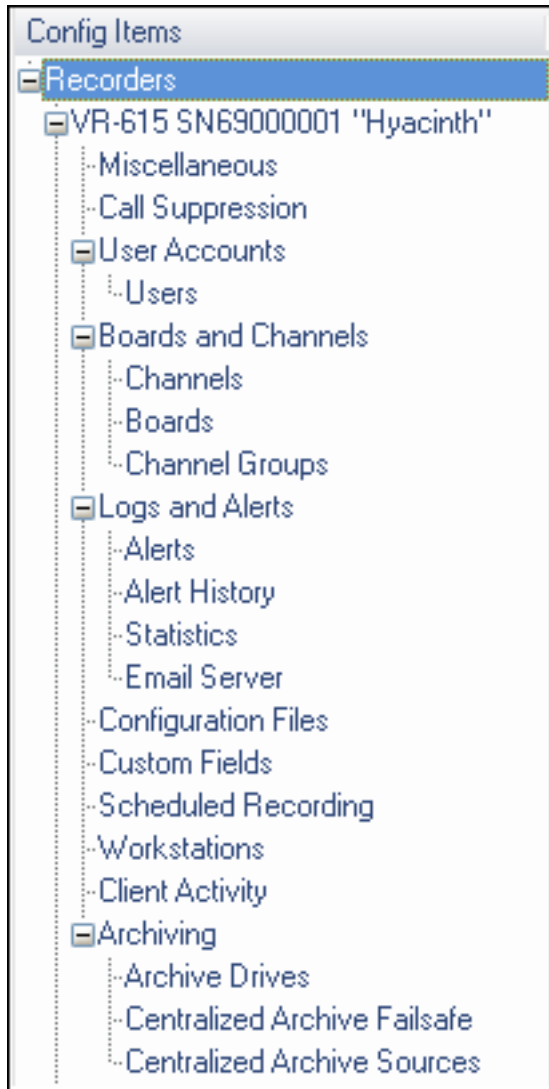 Config Items
Recorders
VR-615 SN69000001 "Hyacinth"
Miscellaneous
Call Suppression
User Accounts
Users
Boards and Channels
Channels
Boards
Channel Groups
Logs and Alerts
Alerts
Alert History
Statistics
Email Server
Configuration Files
Custom Fields
Scheduled Recording
Workstations
Client Activity
Archiving
Archive Drives
Centralized Archive Failsafe
Centralized Archive Sources